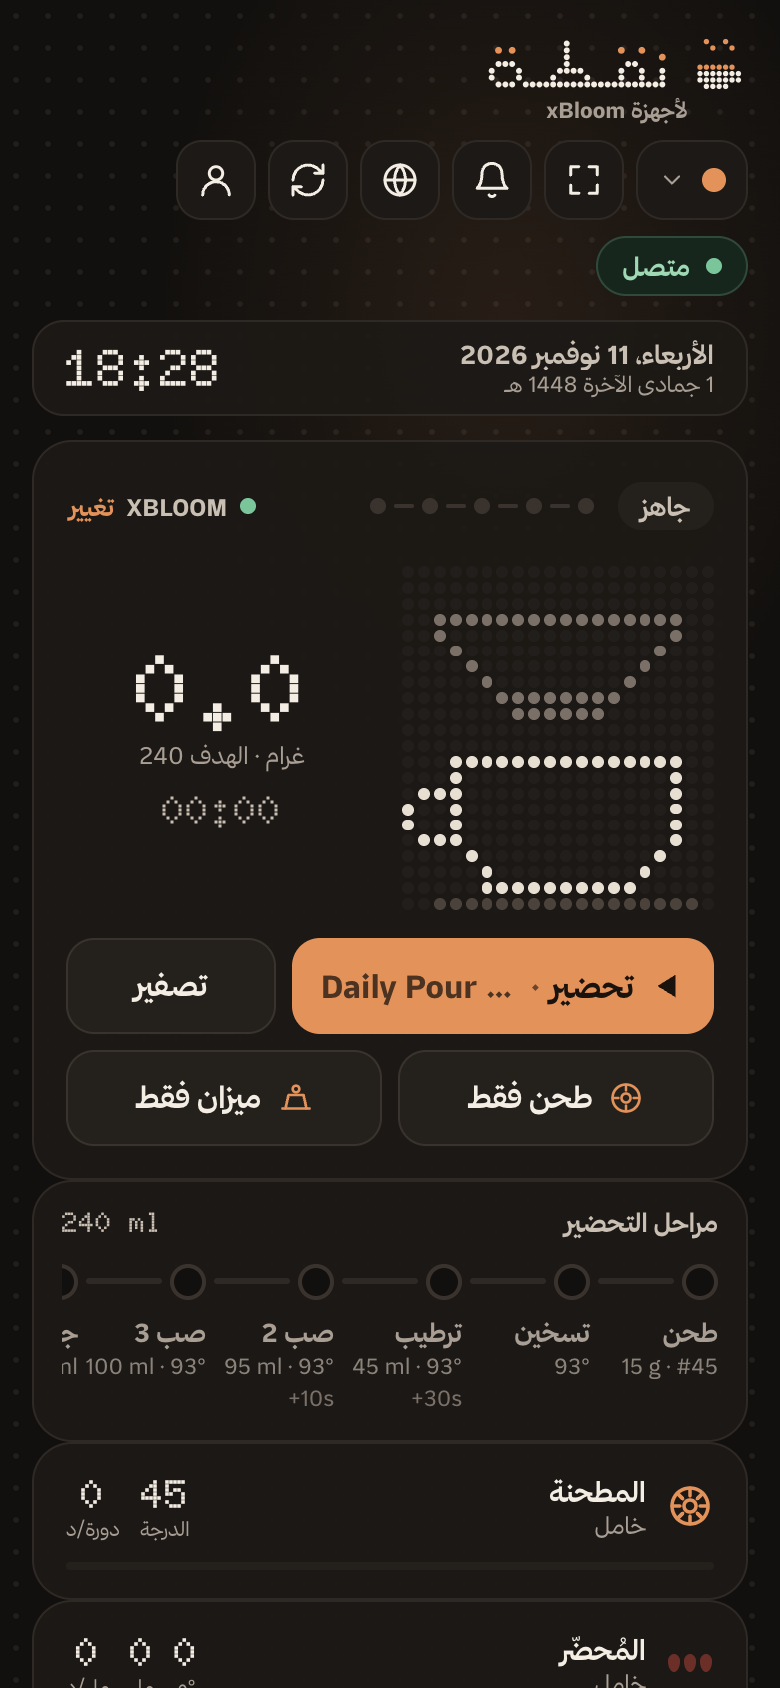 نقطة
لأجهزة xBloom
متصل
الأربعاء، 11 نوفمبر 2026
1 جمادى الآخرة 1448 هـ
18:28
جاهز
XBLOOM تغيير
0.0
غرام · الهدف 240
00:00
تحضير · Daily Pour ...
تصفير
طحن فقط
ميزان فقط
مراحل التحضير
240 ml
طحن
15 g · #45
تسخين
93°
ترطيب
45 ml · 93°
+30s
صب 2
95 ml · 93°
+10s
صب 3
100 ml · 93°
المطحنة
خامل
45
الدرجة
0
دورة/د
المُحضّر
خامل
0 0 0